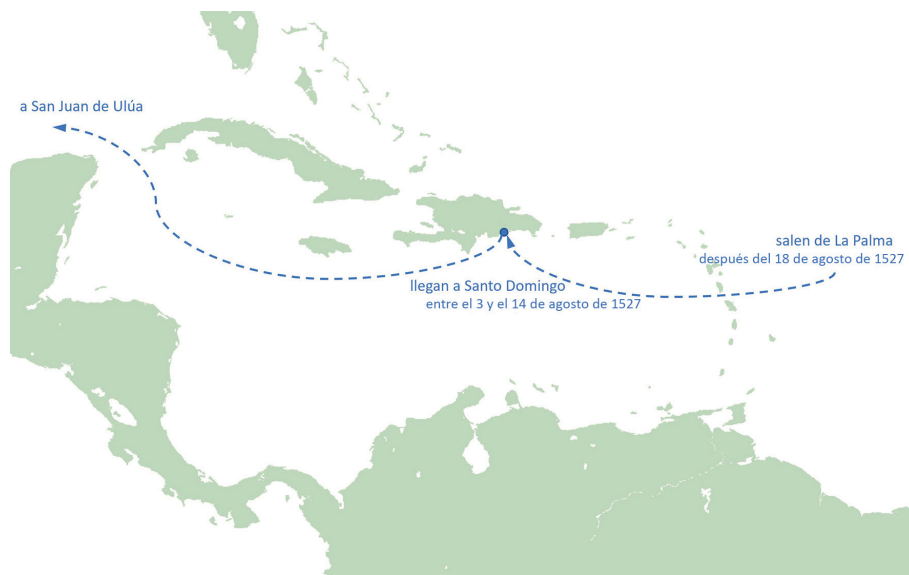 a San Juan de Ulúa
salen de La Palma
después del 18 de agosto de 1527
llegan a Santo Domingo
entre el 3 y el 14 de agosto de 1527